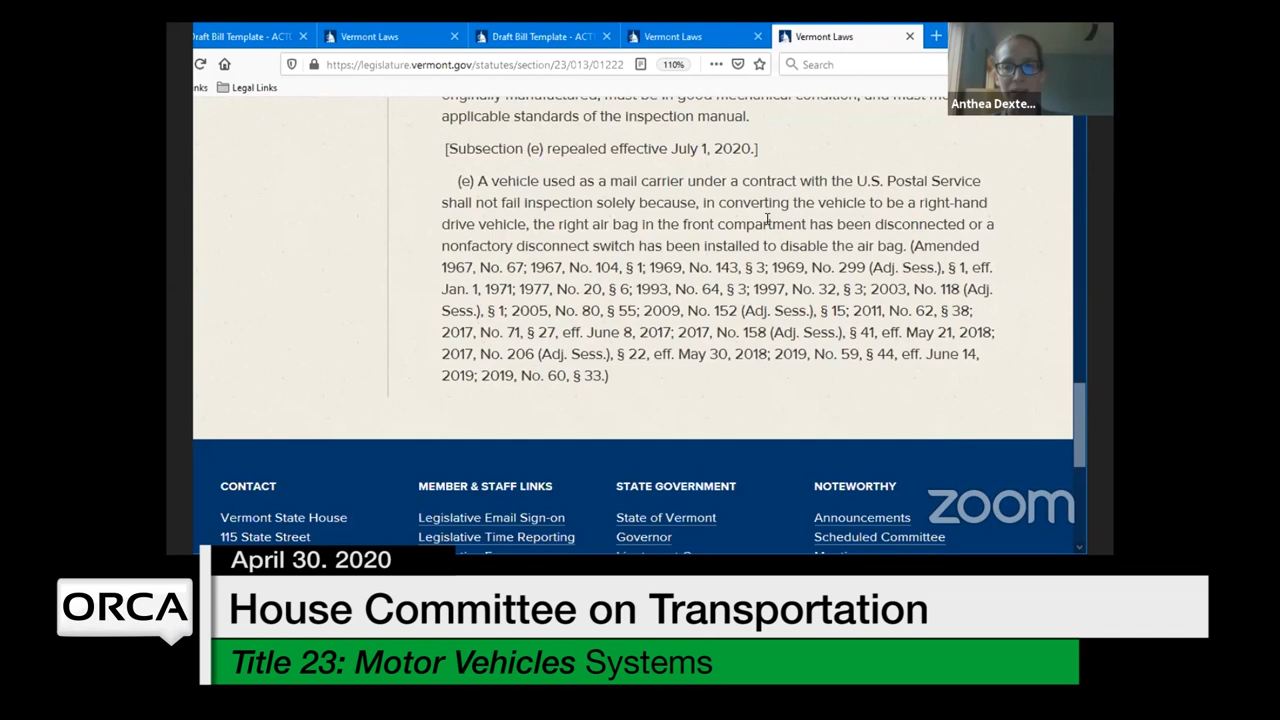 Draft Bill Template - ACT
Vermont Laws
Draft Bill Template - ACT
Vermont Laws
Vermont Laws
https://legislature.vermont.gov/statutes/section/23/013/01222
110%
Search
Legal Links
Anthea Dexte...
originally manufactured, must be in good mechanical condition, and must
applicable standards of the inspection manual.
[Subsection (e) repealed effective July 1, 2020.]
(e) A vehicle used as a mail carrier under a contract with the U.S. Postal Service
shall not fail inspection solely because, in converting the vehicle to be a right-hand
drive vehicle, the right air bag in the front compartment has been disconnected or a
nonfactory disconnect switch has been installed to disable the air bag. (Amended
1967, No. 67; 1967, No. 104, § 1; 1969, No. 143, § 3; 1969, No. 299 (Adj. Sess.), § 1, eff.
Jan. 1, 1971; 1977, No. 20, § 6; 1993, No. 64, § 3; 1997, No. 32, § 3; 2003, No. 118 (Adj.
Sess.), § 1; 2005, No. 80, § 55; 2009, No. 152 (Adj. Sess.), § 15; 2011, No. 62, § 38;
2017, No. 71, § 27, eff. June 8, 2017; 2017, No. 158 (Adj. Sess.), § 41, eff. May 21, 2018;
2017, No. 206 (Adj. Sess.), § 22, eff. May 30, 2018; 2019, No. 59, § 44, eff. June 14,
2019; 2019, No. 60, § 33.)
CONTACT
Vermont State House
115 State Street
MEMBER & STAFF LINKS
Legislative Email Sign-on
Legislative Time Reporting
STATE GOVERNMENT
State of Vermont
Governor
NOTEWORTHY
Announcements
Scheduled Committee
zoom
April 30. 2020
ORCA
House Committee on Transportation
Title 23: Motor Vehicles Systems